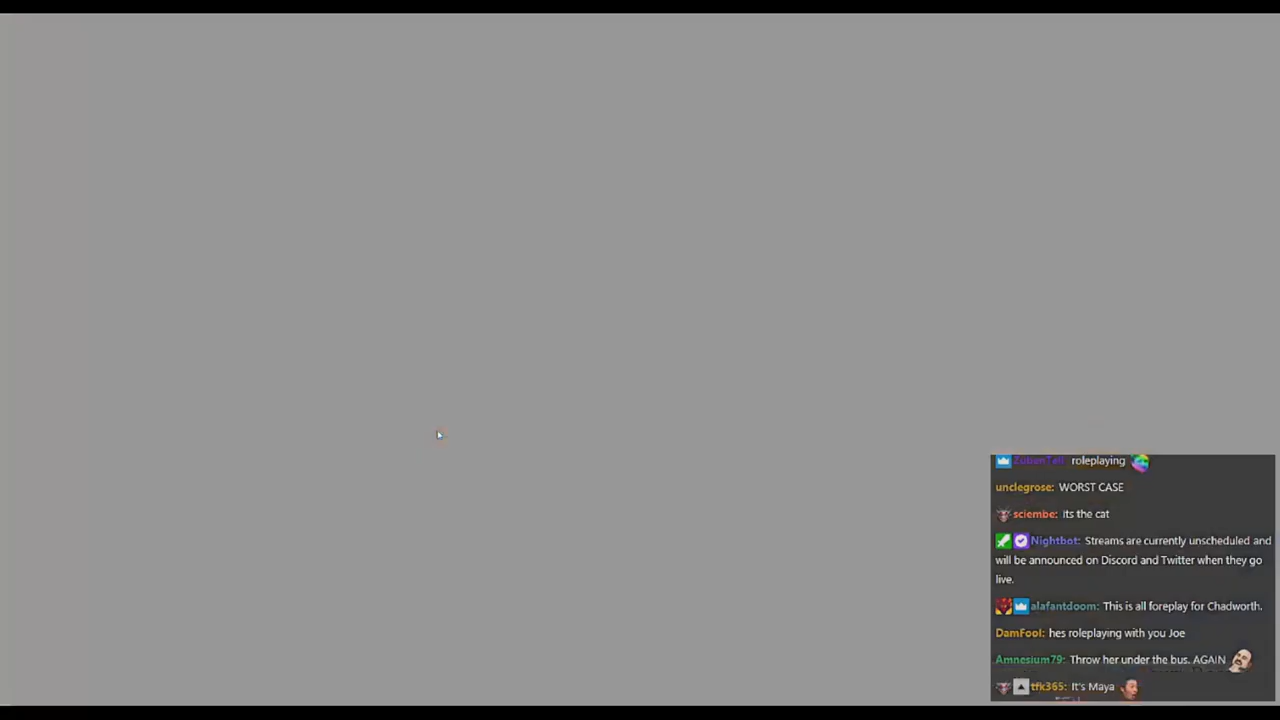 ZubenTell roleplaying
unclegrose: WORST CASE
sciembe: its the cat
Nightbot: Streams are currently unscheduled and
will be announced on Discord and Twitter when they go
live.
alafantdoom: This is all foreplay for Chadworth.
DamFool: hes roleplaying with you Joe
Amnesium79: Throw her under the bus. AGAIN
tfk365: It's Maya